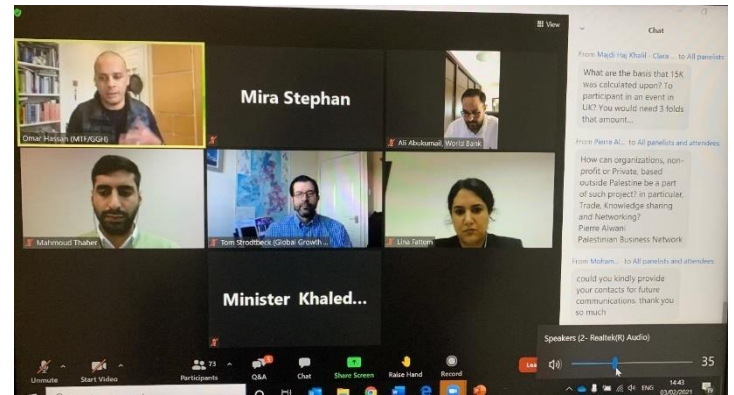 View
Chat
From Majdi Haj Khalil - Clara ... to All panelists
What are the basis that 15K
was calculated upon? To
participant in an event in
UK? You would need 3 folds
that amount...
Omar Hassan (MTF/GGH)
Mira Stephan
Ali Abukumail, World Bank
From Pierre Al... to All panelists and attendees
How can organizations, non-
profit or Private, based
outside Palestine be a part
of such project? in particular,
Trade, Knowledge sharing
and Networking?
Pierre Alwani
Palestinian Business Network
Mahmoud Thaher
Tom Strodtbeck (Global Growth ...
Lina Fattom
From Moham... to All panelists and attendees
could you kindly provide
your contacts for future
communications. thank you
so much
Minister Khaled...
Speakers (2- Realtek(R) Audio)
35
Unmute
Start Video
Participants
73
Q&A
Chat
Share Screen
Raise Hand
Record
Lea
ENG
14:43
03/02/2021